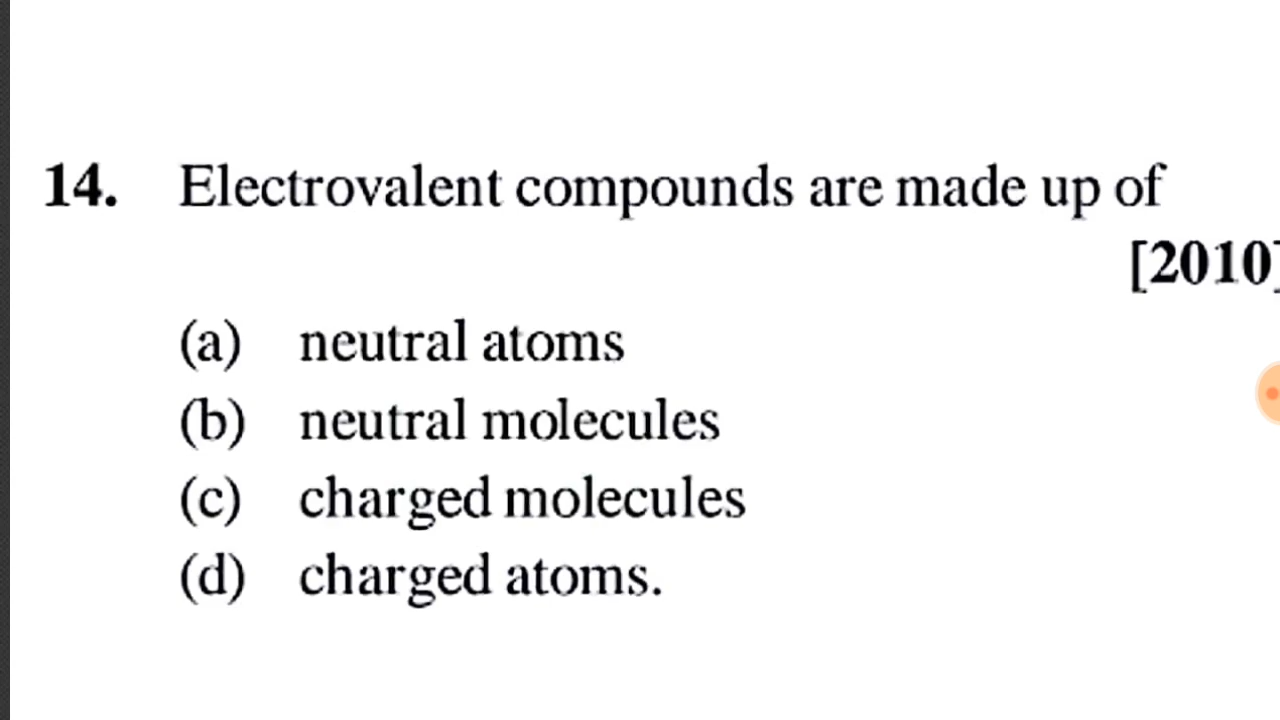 14. Electrovalent compounds are made up of
[2010]
(a) neutral atoms
(b) neutral molecules
(c) charged molecules
(d) charged atoms.